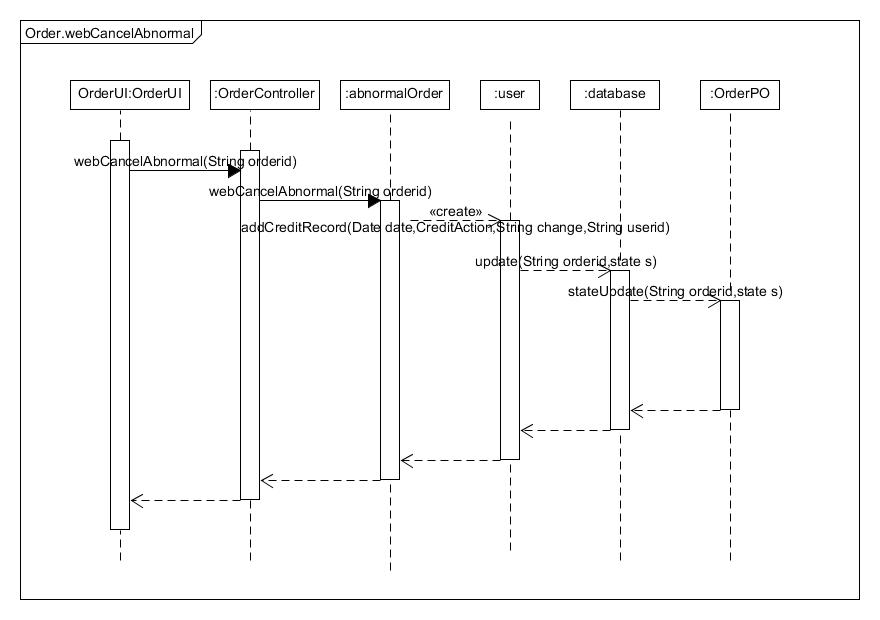 Order.webCancelAbnormal
OrderUI:OrderUI
:OrderController
:abnormalOrder
:user
:database
:OrderPO
webCancelAbnormal(String orderid)
webCancelAbnormal(String orderid)
«create»
addCreditRecord(Date date,CreditAction,String change,String userid)
update(String orderid,state s)
stateUpdate(String orderid,state s)